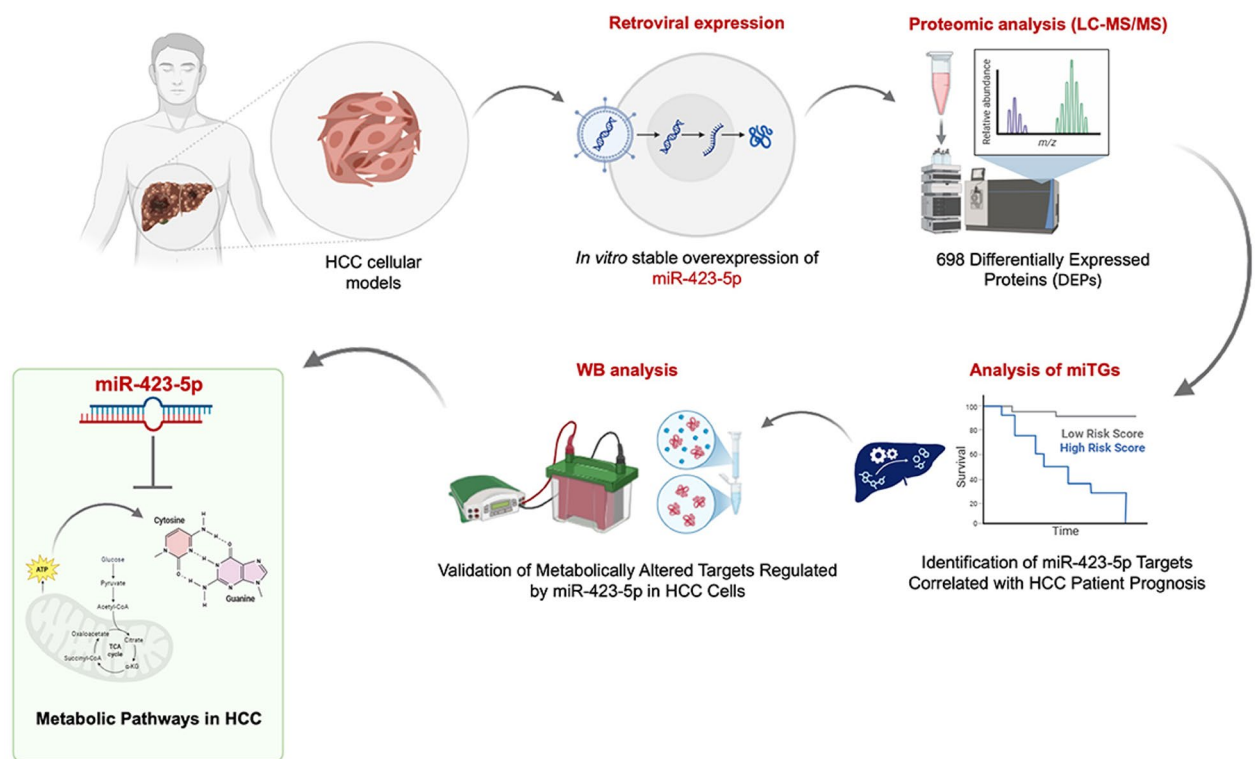 Retroviral expression
Proteomic analysis (LC-MS/MS)
Relative abundance
m/z
HCC cellular
models
In vitro stable overexpression of
miR-423-5p
698 Differentially Expressed
Proteins (DEPs)
miR-423-5p
WB analysis
Analysis of miTGs
100
80
60
40
20
0
Survival
Low Risk Score
High Risk Score
Time
Validation of Metabolically Altered Targets Regulated
by miR-423-5p in HCC Cells
Identification of miR-423-5p Targets
Correlated with HCC Patient Prognosis
Cytosine
H
N
H
O
N
N
H
N
N
N
O
H
N
N
H
Guanine
ATP
Glucose
Pyruvate
Acetyl-CoA
Oxaloacetate
Citrate
TCA
cycle
Succinyl-CoA
α-KG
Metabolic Pathways in HCC